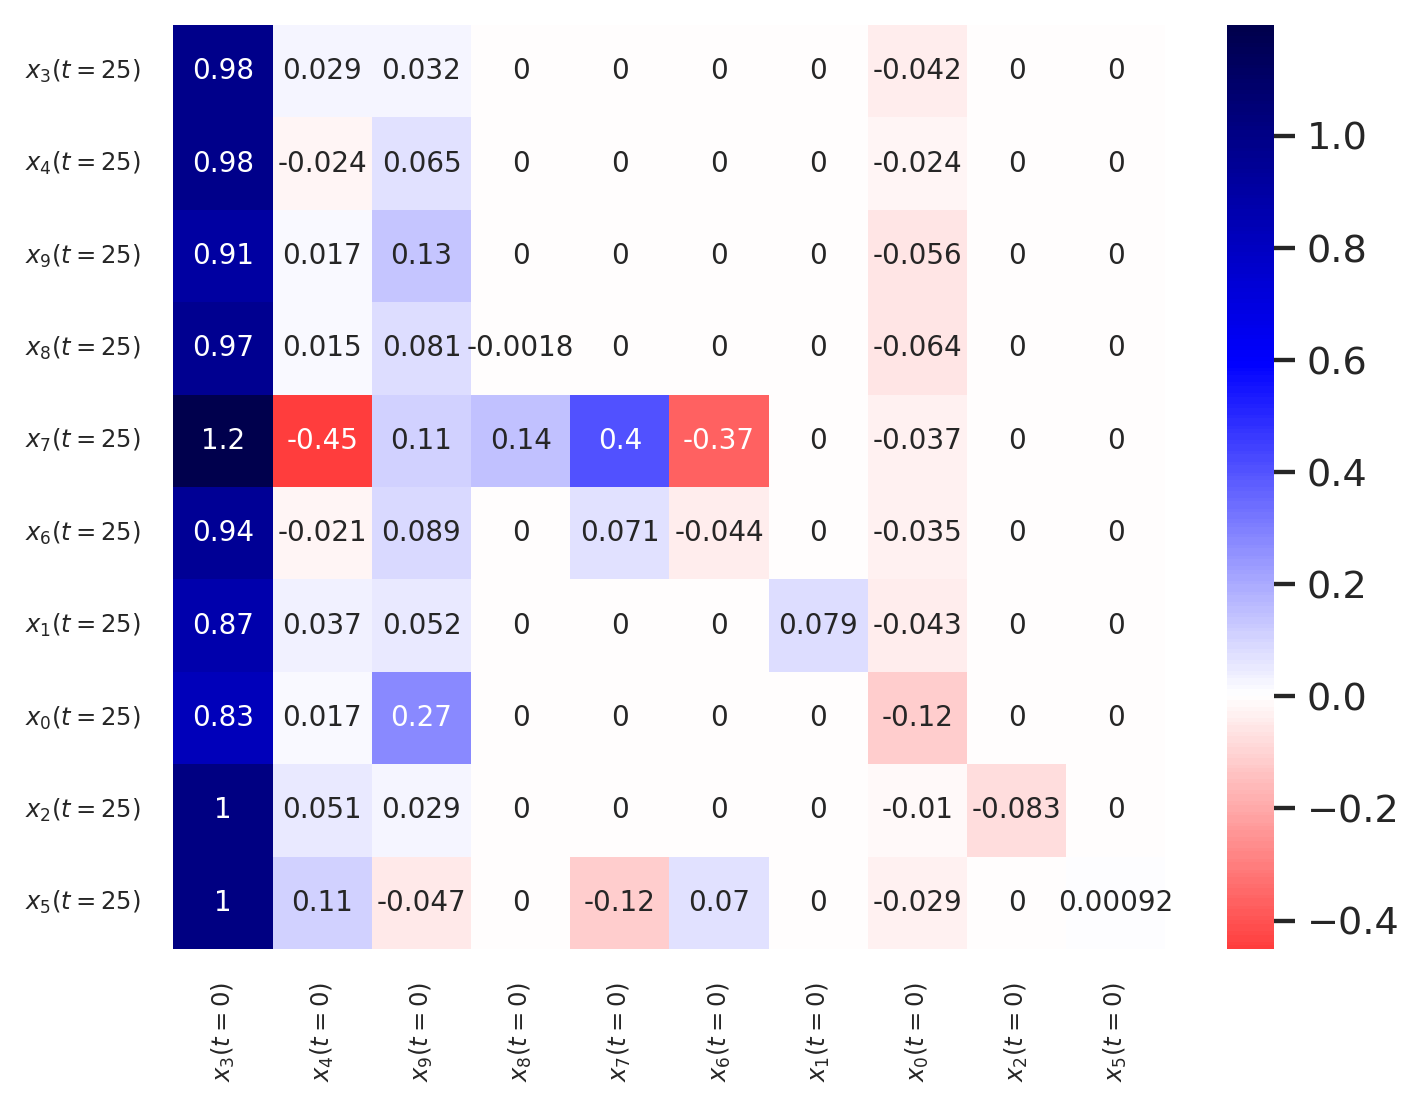 x₃(t = 25) 0.98 0.029 0.032 0 0 0 0 -0.042 0 0
x₄(t = 25) 0.98 -0.024 0.065 0 0 0 0 -0.024 0 0
x₉(t = 25) 0.91 0.017 0.13 0 0 0 0 -0.056 0 0
x₈(t = 25) 0.97 0.015 0.081 -0.0018 0 0 0 -0.064 0 0
x₇(t = 25) 1.2 -0.45 0.11 0.14 0.4 -0.37 0 -0.037 0 0
x₆(t = 25) 0.94 -0.021 0.089 0 0.071 -0.044 0 -0.035 0 0
x₁(t = 25) 0.87 0.037 0.052 0 0 0 0.079 -0.043 0 0
x₀(t = 25) 0.83 0.017 0.27 0 0 0 0 -0.12 0 0
x₂(t = 25) 1 0.051 0.029 0 0 0 0 -0.01 -0.083 0
x₅(t = 25) 1 0.11 -0.047 0 -0.12 0.07 0 -0.029 0 0.00092
x₃(t = 0) x₄(t = 0) x₉(t = 0) x₈(t = 0) x₇(t = 0) x₆(t = 0) x₁(t = 0) x₀(t = 0) x₂(t = 0) x₅(t = 0)
1.0
0.8
0.6
0.4
0.2
0.0
−0.2
−0.4